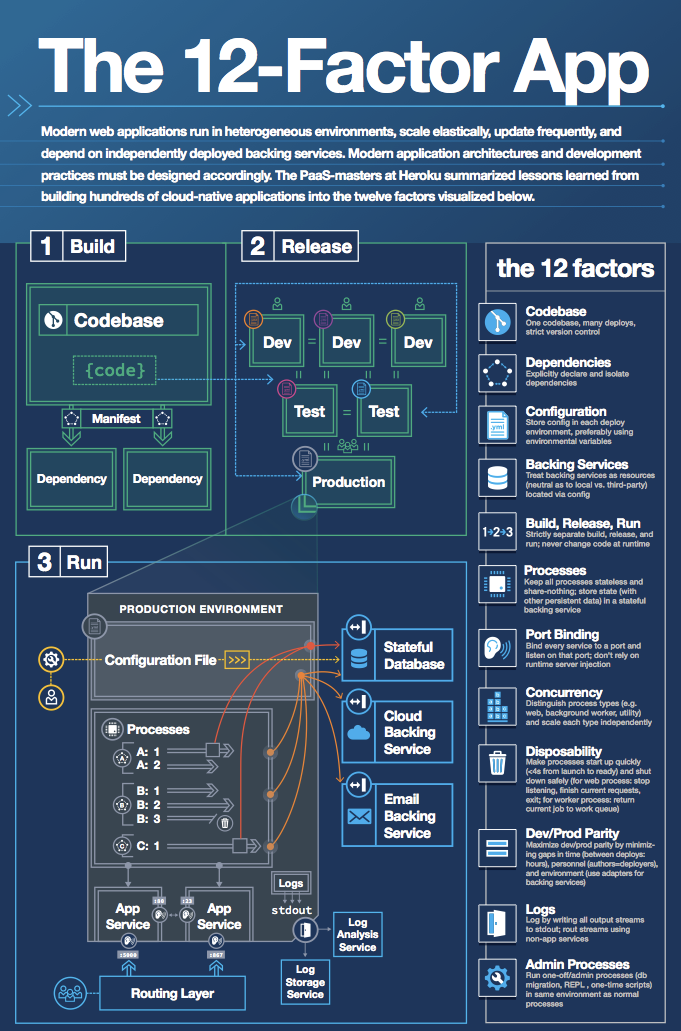 The 12-Factor App
Modern web applications run in heterogeneous environments, scale elastically, update frequently, and
depend on independently deployed backing services. Modern application architectures and development
practices must be designed accordingly. The PaaS-masters at Heroku summarized lessons learned from
building hundreds of cloud-native applications into the twelve factors visualized below.
1 Build
Codebase
{code}
Manifest
Dependency
Dependency
2 Release
Dev = Dev = Dev
Test = Test
Production
3 Run
PRODUCTION ENVIRONMENT
Configuration File >>>
Processes
A
A: 1
A: 2
B
B: 1
B: 2
B: 3
C
C: 1
Stateful
Database
Cloud
Backing
Service
Email
Backing
Service
App
Service
App
Service
:88
:23
:5000
:867
Logs
stdout
Log
Analysis
Service
Log
Storage
Service
Routing Layer
the 12 factors
Codebase
One codebase, many deploys,
strict version control
Dependencies
Explicitly declare and isolate
dependencies
.yml
Configuration
Store config in each deploy
environment, preferably using
environmental variables
Backing Services
Treat backing services as resources
(neutral as to local vs. third-party)
located via config
1→2→3
Build, Release, Run
Strictly separate build, release, and
run; never change code at runtime
Processes
Keep all processes stateless and
share-nothing; store state (with
other persistent data) in a stateful
backing service
Port Binding
Bind every service to a port and
listen on that port; don't rely on
runtime server injection
Concurrency
Distinguish process types (e.g.
web, background worker, utility)
and scale each type independently
Disposability
Make processes start up quickly
(<4s from launch to ready) and shut
down safely (for web process: stop
listening, finish current requests,
exit; for worker process: return
current job to work queue)
Dev/Prod Parity
Maximize dev/prod parity by minimiz-
ing gaps in time (between deploys:
hours), personnel (authors=deployers),
and environment (use adapters for
backing services)
Logs
Log by writing all output streams
to stdout; rout streams using
non-app services
Admin Processes
Run one-off/admin processes (db
migration, REPL , one-time scripts)
in same environment as normal
processes